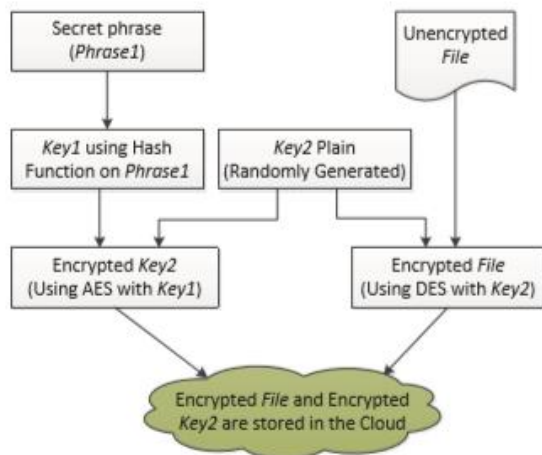 Secret phrase
(Phrase1)
Unencrypted
File
Key1 using Hash
Function on Phrase1
Key2 Plain
(Randomly Generated)
Encrypted Key2
(Using AES with Key1)
Encrypted File
(Using DES with Key2)
Encrypted File and Encrypted
Key2 are stored in the Cloud